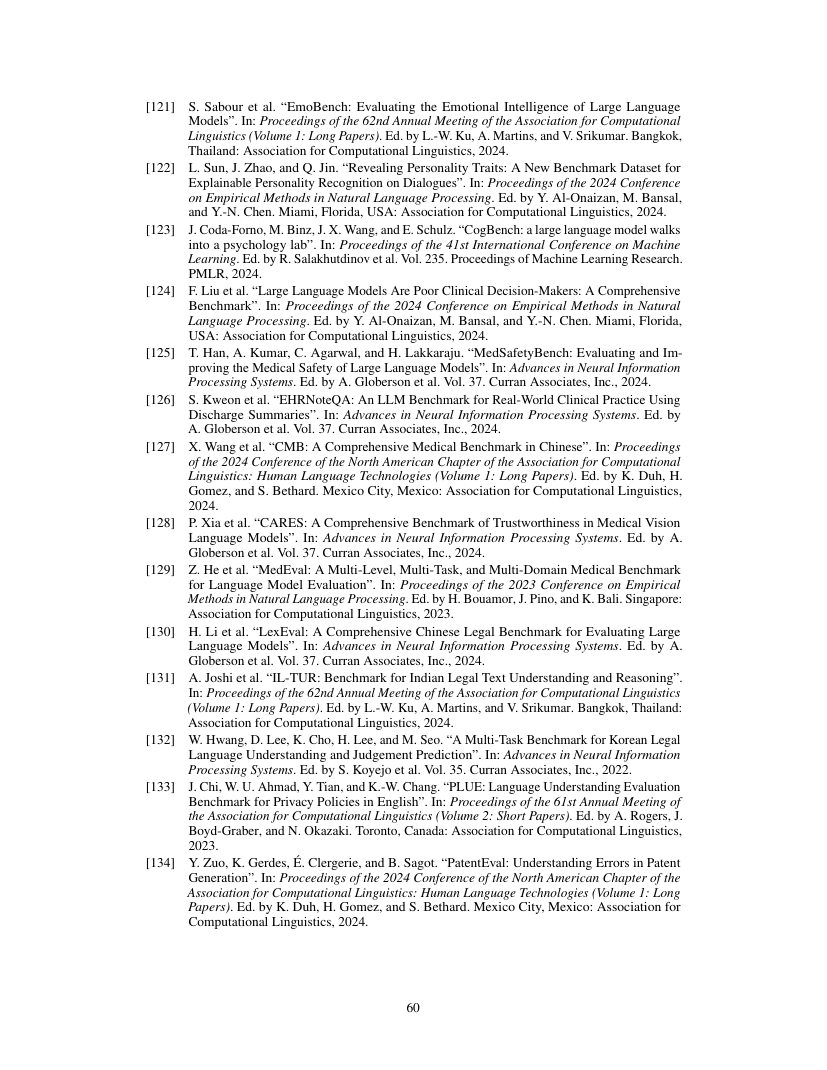 [121] S. Sabour et al. “EmoBench: Evaluating the Emotional Intelligence of Large Language
Models”. In: Proceedings of the 62nd Annual Meeting of the Association for Computational
Linguistics (Volume 1: Long Papers). Ed. by L.-W. Ku, A. Martins, and V. Srikumar. Bangkok,
Thailand: Association for Computational Linguistics, 2024.
[122] L. Sun, J. Zhao, and Q. Jin. “Revealing Personality Traits: A New Benchmark Dataset for
Explainable Personality Recognition on Dialogues”. In: Proceedings of the 2024 Conference
on Empirical Methods in Natural Language Processing. Ed. by Y. Al-Onaizan, M. Bansal,
and Y.-N. Chen. Miami, Florida, USA: Association for Computational Linguistics, 2024.
[123] J. Coda-Forno, M. Binz, J. X. Wang, and E. Schulz. “CogBench: a large language model walks
into a psychology lab”. In: Proceedings of the 41st International Conference on Machine
Learning. Ed. by R. Salakhutdinov et al. Vol. 235. Proceedings of Machine Learning Research.
PMLR, 2024.
[124] F. Liu et al. “Large Language Models Are Poor Clinical Decision-Makers: A Comprehensive
Benchmark”. In: Proceedings of the 2024 Conference on Empirical Methods in Natural
Language Processing. Ed. by Y. Al-Onaizan, M. Bansal, and Y.-N. Chen. Miami, Florida,
USA: Association for Computational Linguistics, 2024.
[125] T. Han, A. Kumar, C. Agarwal, and H. Lakkaraju. “MedSafetyBench: Evaluating and Im-
proving the Medical Safety of Large Language Models”. In: Advances in Neural Information
Processing Systems. Ed. by A. Globerson et al. Vol. 37. Curran Associates, Inc., 2024.
[126] S. Kweon et al. “EHRNoteQA: An LLM Benchmark for Real-World Clinical Practice Using
Discharge Summaries”. In: Advances in Neural Information Processing Systems. Ed. by
A. Globerson et al. Vol. 37. Curran Associates, Inc., 2024.
[127] X. Wang et al. “CMB: A Comprehensive Medical Benchmark in Chinese”. In: Proceedings
of the 2024 Conference of the North American Chapter of the Association for Computational
Linguistics: Human Language Technologies (Volume 1: Long Papers). Ed. by K. Duh, H.
Gomez, and S. Bethard. Mexico City, Mexico: Association for Computational Linguistics,
2024.
[128] P. Xia et al. “CARES: A Comprehensive Benchmark of Trustworthiness in Medical Vision
Language Models”. In: Advances in Neural Information Processing Systems. Ed. by A.
Globerson et al. Vol. 37. Curran Associates, Inc., 2024.
[129] Z. He et al. “MedEval: A Multi-Level, Multi-Task, and Multi-Domain Medical Benchmark
for Language Model Evaluation”. In: Proceedings of the 2023 Conference on Empirical
Methods in Natural Language Processing. Ed. by H. Bouamor, J. Pino, and K. Bali. Singapore:
Association for Computational Linguistics, 2023.
[130] H. Li et al. “LexEval: A Comprehensive Chinese Legal Benchmark for Evaluating Large
Language Models”. In: Advances in Neural Information Processing Systems. Ed. by A.
Globerson et al. Vol. 37. Curran Associates, Inc., 2024.
[131] A. Joshi et al. “IL-TUR: Benchmark for Indian Legal Text Understanding and Reasoning”.
In: Proceedings of the 62nd Annual Meeting of the Association for Computational Linguistics
(Volume 1: Long Papers). Ed. by L.-W. Ku, A. Martins, and V. Srikumar. Bangkok, Thailand:
Association for Computational Linguistics, 2024.
[132] W. Hwang, D. Lee, K. Cho, H. Lee, and M. Seo. “A Multi-Task Benchmark for Korean Legal
Language Understanding and Judgement Prediction”. In: Advances in Neural Information
Processing Systems. Ed. by S. Koyejo et al. Vol. 35. Curran Associates, Inc., 2022.
[133] J. Chi, W. U. Ahmad, Y. Tian, and K.-W. Chang. “PLUE: Language Understanding Evaluation
Benchmark for Privacy Policies in English”. In: Proceedings of the 61st Annual Meeting of
the Association for Computational Linguistics (Volume 2: Short Papers). Ed. by A. Rogers, J.
Boyd-Graber, and N. Okazaki. Toronto, Canada: Association for Computational Linguistics,
2023.
[134] Y. Zuo, K. Gerdes, É. Clergerie, and B. Sagot. “PatentEval: Understanding Errors in Patent
Generation”. In: Proceedings of the 2024 Conference of the North American Chapter of the
Association for Computational Linguistics: Human Language Technologies (Volume 1: Long
Papers). Ed. by K. Duh, H. Gomez, and S. Bethard. Mexico City, Mexico: Association for
Computational Linguistics, 2024.
60